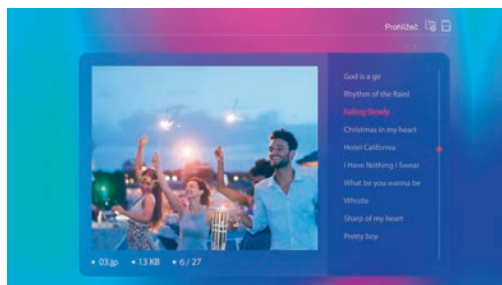 Prohlížeč
God is a gir
Rhythm of the Rainl
Falling Slowly
Christmas in my heart
Hotel California
I Have Nothing I Swear
What be you wanna be
Whistle
Sharp of my heart
Pretty boy
03.jp 13 KB 6 / 27